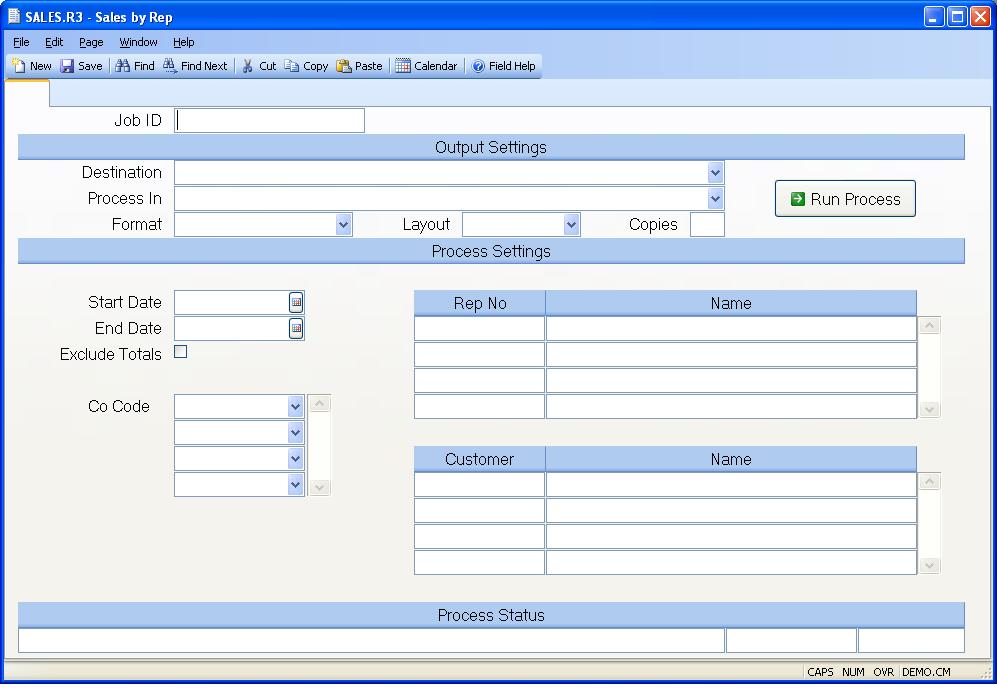 SALES.R3 - Sales by Rep
File Edit Page Window Help
New Save Find Find Next Cut Copy Paste Calendar Field Help
Job ID
Output Settings
Destination
Process In
Run Process
Format Layout Copies
Process Settings
Start Date
Rep No Name
End Date
Exclude Totals
Co Code
Customer Name
Process Status
CAPS NUM OVR DEMO.CM